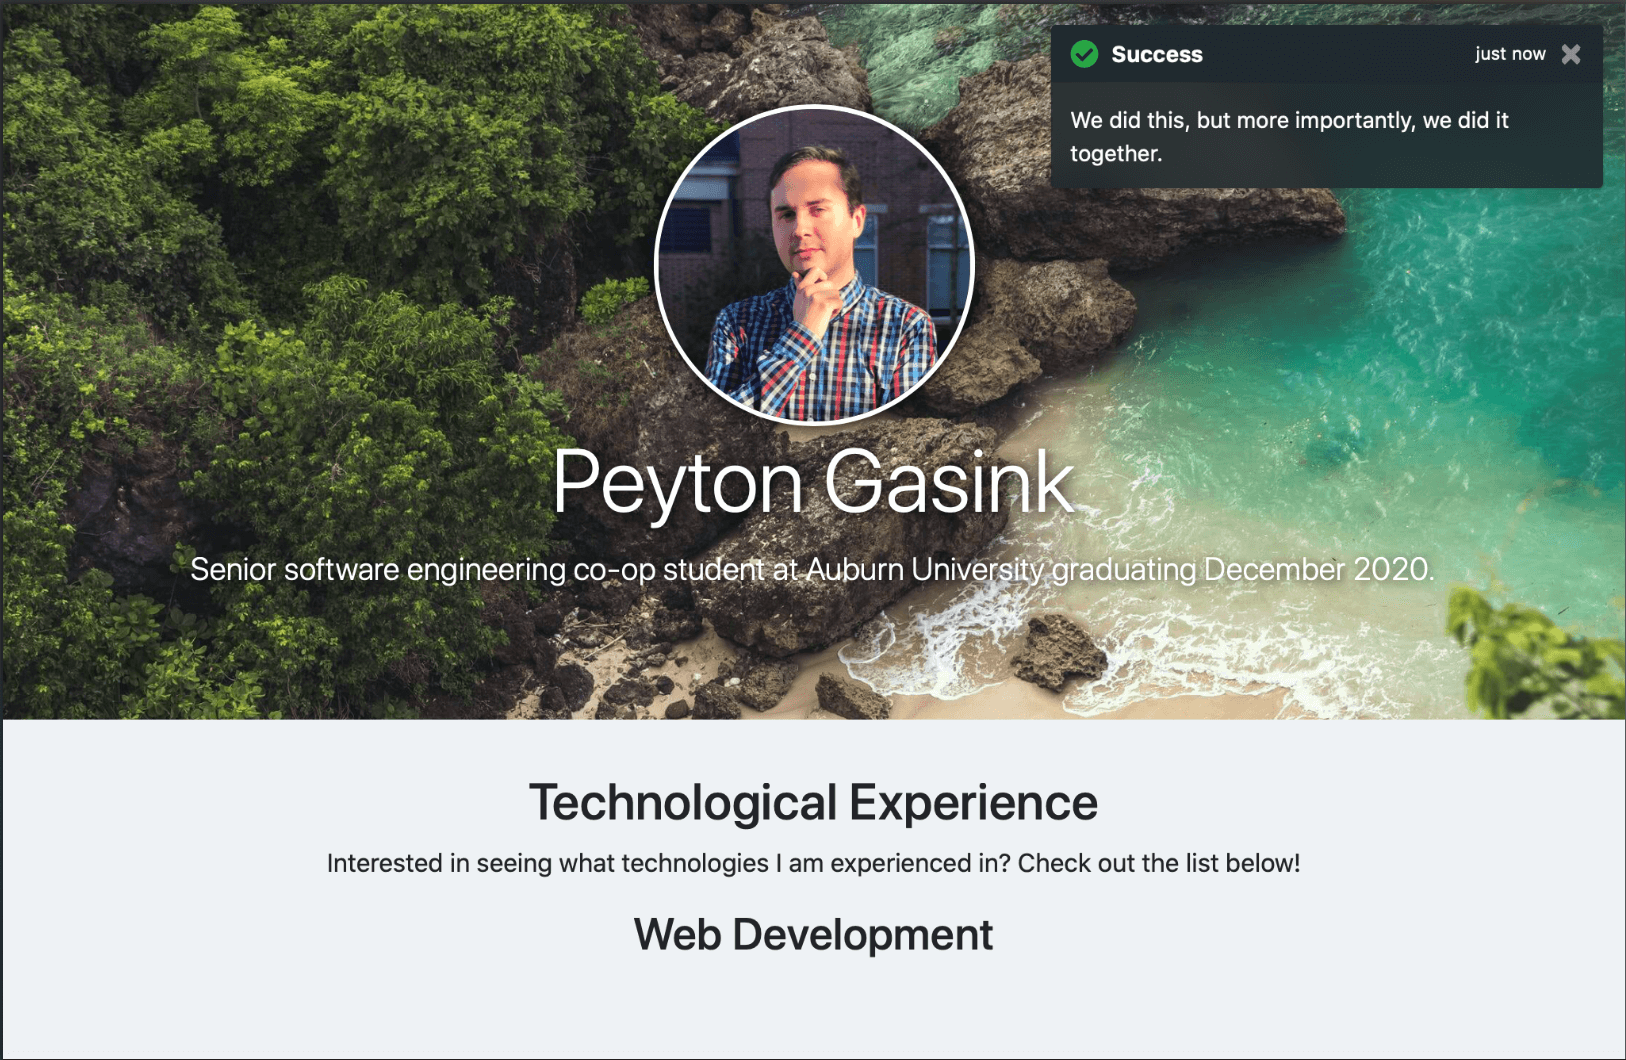 Success
just now
We did this, but more importantly, we did it
together.
Peyton Gasink
Senior software engineering co-op student at Auburn University graduating December 2020.
Technological Experience
Interested in seeing what technologies I am experienced in? Check out the list below!
Web Development